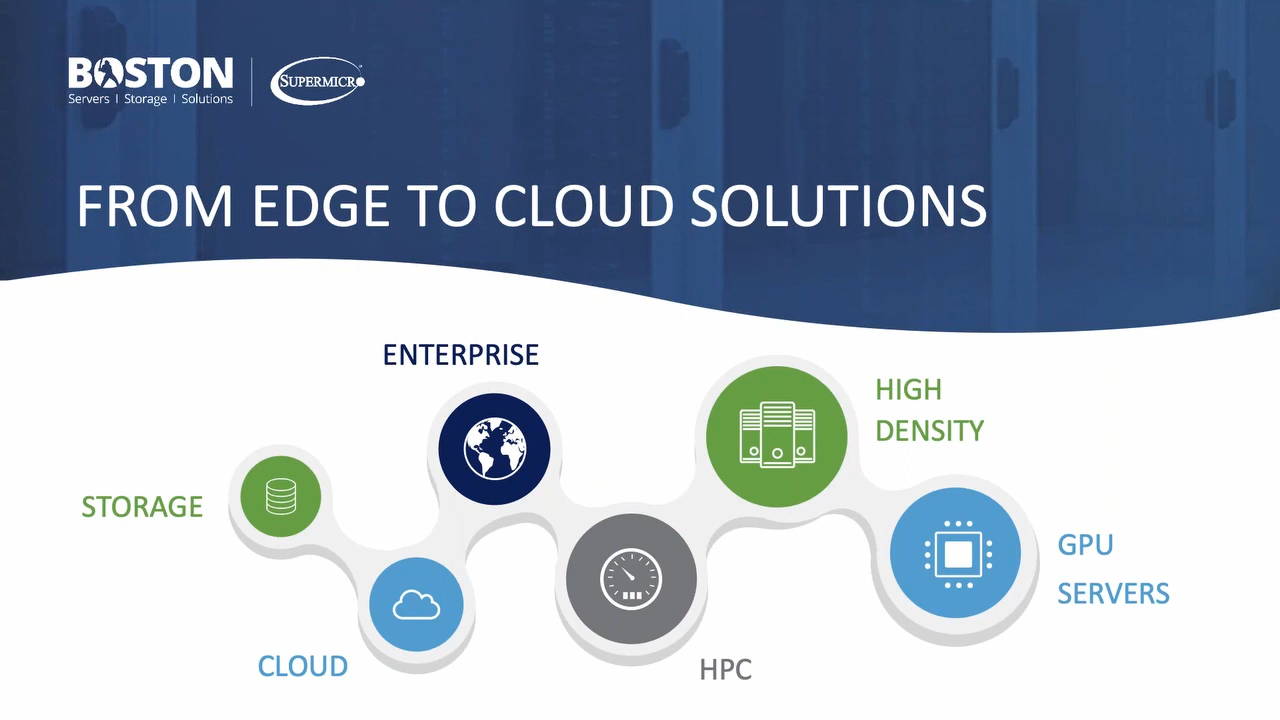 BOSTON
Servers | Storage | Solutions
SUPERMICRO
FROM EDGE TO CLOUD SOLUTIONS
ENTERPRISE
HIGH
DENSITY
STORAGE
GPU
SERVERS
CLOUD
HPC